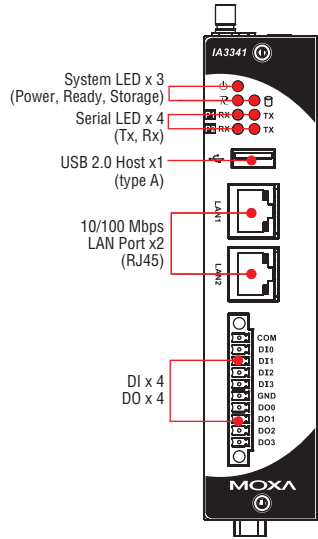 IA3341
System LED x 3
(Power, Ready, Storage)
Serial LED x 4
(Tx, Rx)
P1 RX TX
P2 RX TX
USB 2.0 Host x1
(type A)
LAN1
10/100 Mbps
LAN Port x2
(RJ45)
LAN2
COM
DI0
DI1
DI2
DI3
GND
DO0
DO1
DO2
DO3
DI x 4
DO x 4
MOXA